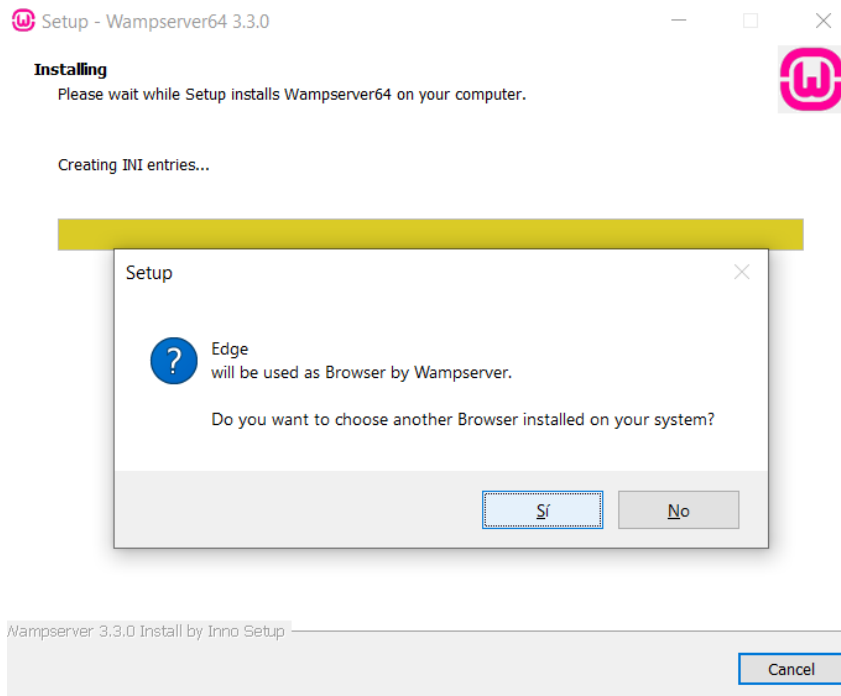 Setup - Wampserver64 3.3.0
Installing
Please wait while Setup installs Wampserver64 on your computer.
Creating INI entries...
Setup
Edge
will be used as Browser by Wampserver.
Do you want to choose another Browser installed on your system?
Sí No
Wampserver 3.3.0 Install by Inno Setup
Cancel